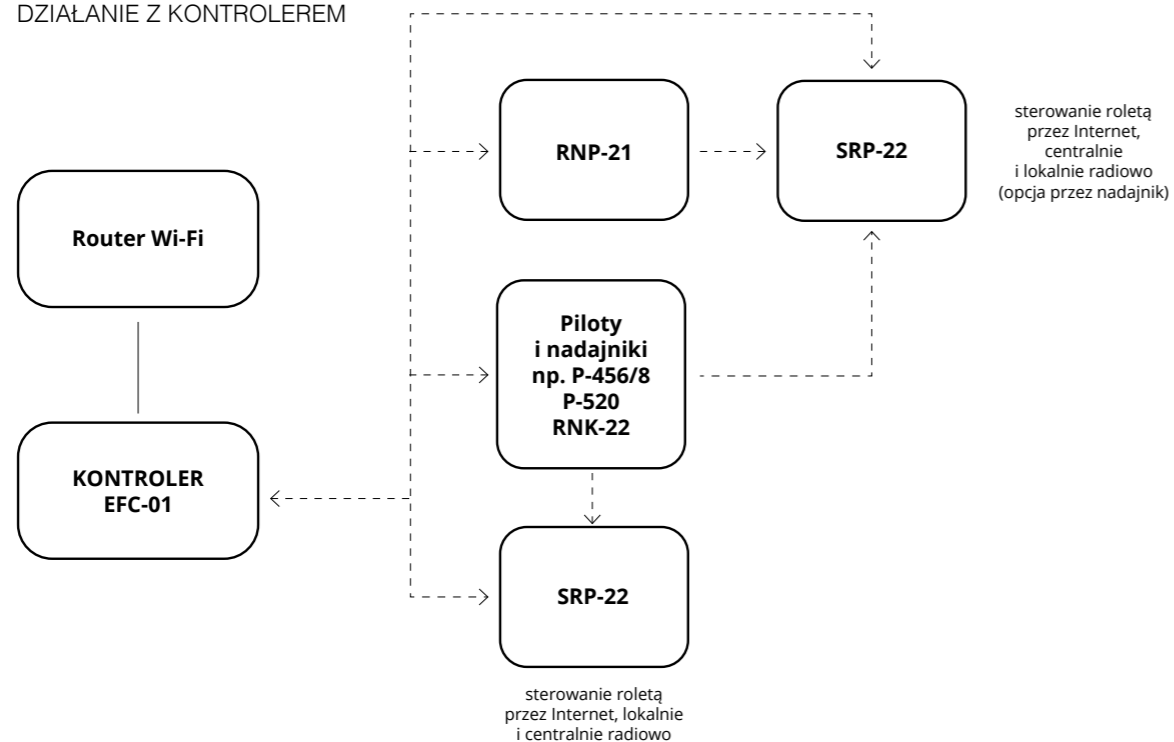 DZIAŁANIE Z KONTROLEREM
RNP-21
SRP-22
sterowanie roletą
przez Internet,
centralnie
i lokalnie radiowo
(opcja przez nadajnik)
Router Wi-Fi
Piloty
i nadajniki
np. P-456/8
P-520
RNK-22
KONTROLER
EFC-01
SRP-22
sterowanie roletą
przez Internet, lokalnie
i centralnie radiowo